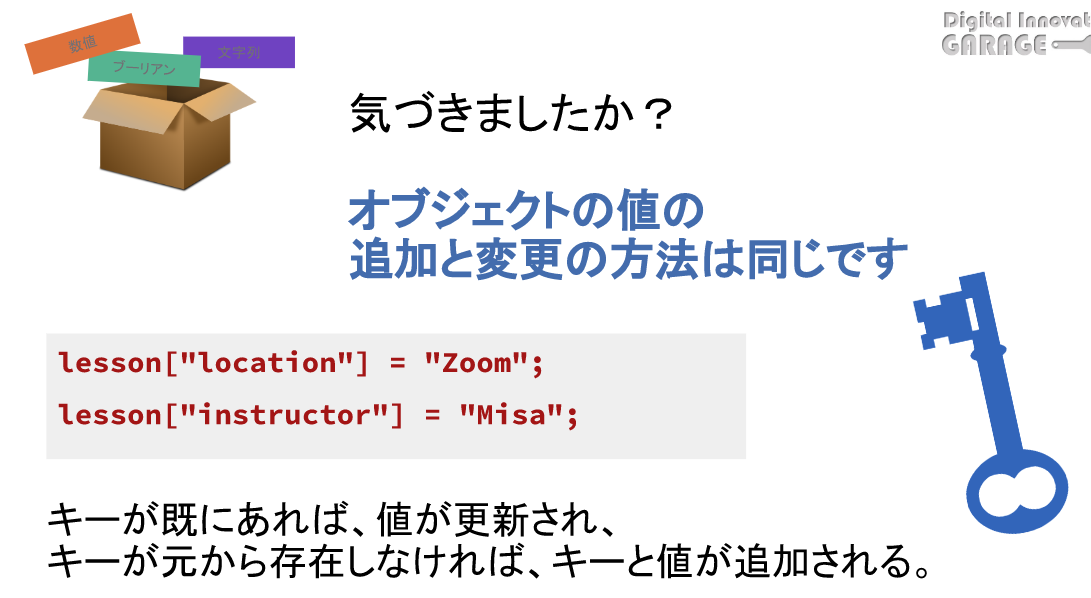 数値
ブーリアン
文字列
Digital Innovat
GARAGE
気づきましたか？
オブジェクトの値の
追加と変更の方法は同じです
lesson["location"] = "Zoom";
lesson["instructor"] = "Misa";
キーが既にあれば、値が更新され、
キーが元から存在しなければ、キーと値が追加される。